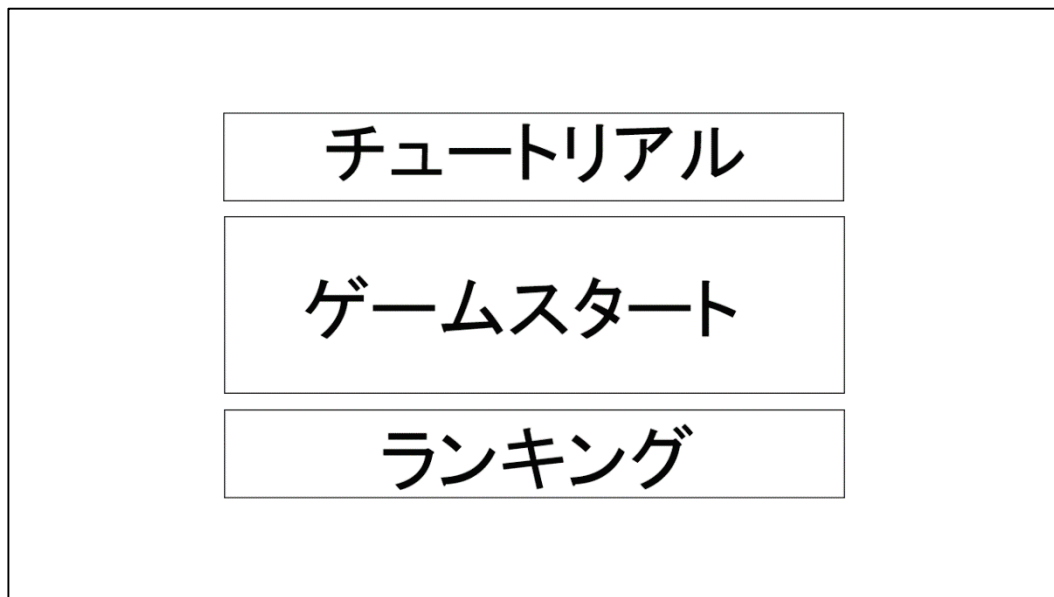 チュートリアル
ゲームスタート
ランキング